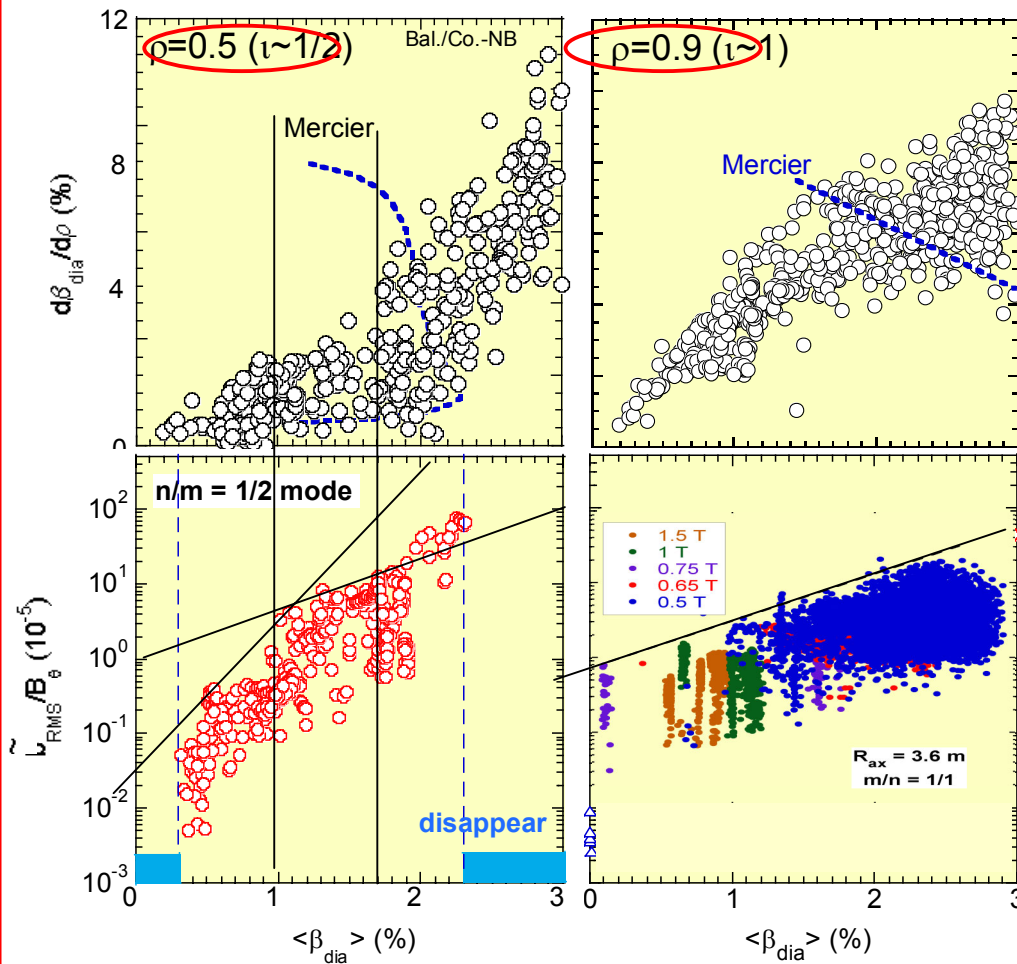 12
8
4
0
dβdia/dρ (%)
ρ=0.5 (ι~1/2)
Bal./Co.-NB
Mercier
ρ=0.9 (ι~1)
Mercier
10²
10¹
10⁰
10⁻¹
10⁻²
10⁻³
RMS/Bθ (10⁻⁵)
n/m = 1/2 mode
disappear
0 1 2 3
<βdia> (%)
1.5 T
1 T
0.75 T
0.65 T
0.5 T
Rax = 3.6 m
m/n = 1/1
0 1 2 3
<βdia> (%)